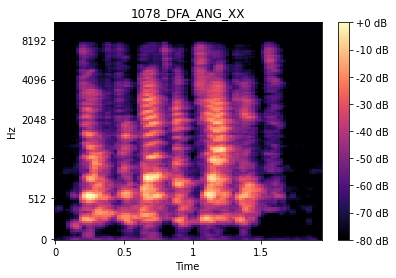 1078_DFA_ANG_XX
8192
4096
2048
1024
512
0
Hz
0
0.5
1
1.5
Time
+0 dB
-10 dB
-20 dB
-30 dB
-40 dB
-50 dB
-60 dB
-70 dB
-80 dB